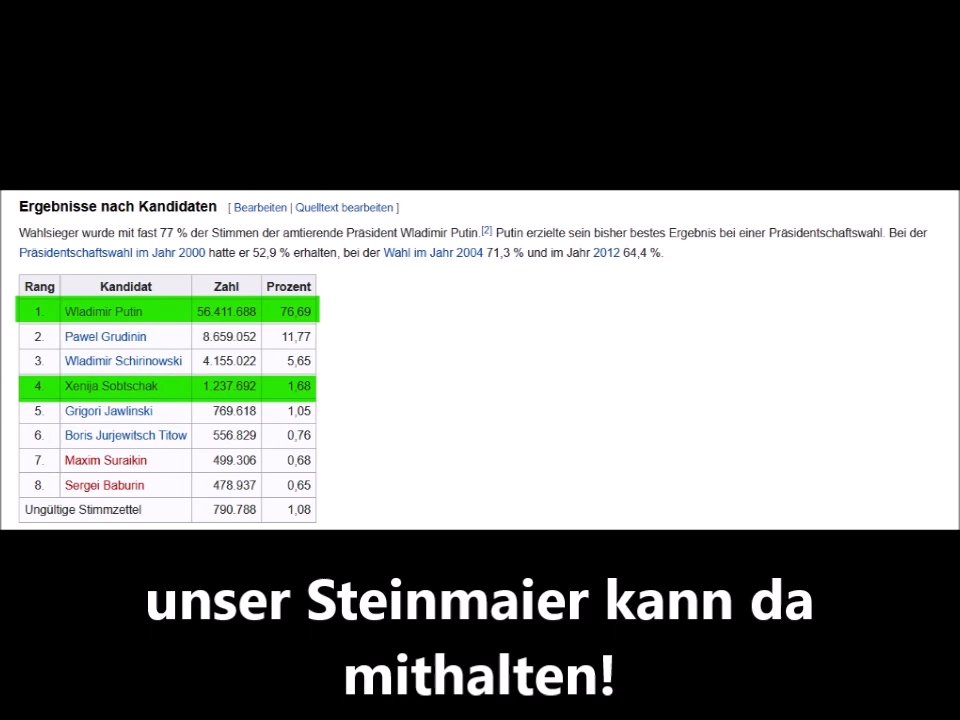 Ergebnisse nach Kandidaten [ Bearbeiten | Quelltext bearbeiten ]
Wahlsieger wurde mit fast 77 % der Stimmen der amtierende Präsident Wladimir Putin.[2] Putin erzielte sein bisher bestes Ergebnis bei einer Präsidentschaftswahl. Bei der
Präsidentschaftswahl im Jahr 2000 hatte er 52,9 % erhalten, bei der Wahl im Jahr 2004 71,3 % und im Jahr 2012 64,4 %.
Rang Kandidat Zahl Prozent
1. Wladimir Putin 56.411.688 76,69
2. Pawel Grudinin 8.659.052 11,77
3. Wladimir Schirinowski 4.155.022 5,65
4. Xenija Sobtschak 1.237.692 1,68
5. Grigori Jawlinski 769.618 1,05
6. Boris Jurjewitsch Titow 556.829 0,76
7. Maxim Suraikin 499.306 0,68
8. Sergei Baburin 478.937 0,65
Ungültige Stimmzettel 790.788 1,08
unser Steinmaier kann da
mithalten!